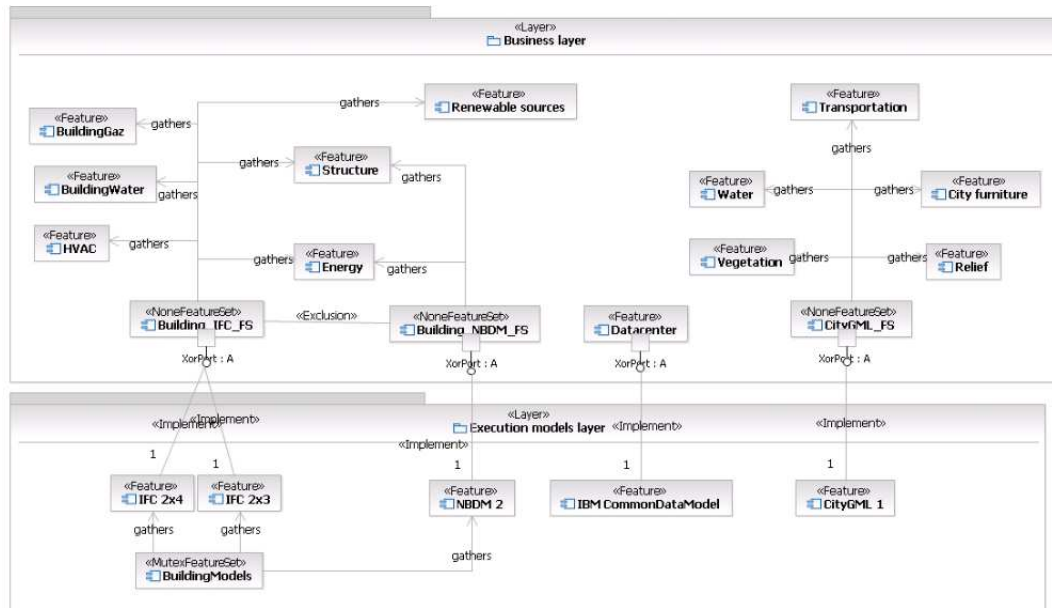 «Layer»
Business layer
«Feature»
Renewable sources
gathers
«Feature»
Transportation
gathers
«Feature»
BuildingGaz
gathers
«Feature»
Structure
gathers
gathers
«Feature»
BuildingWater
gathers
«Feature»
Water
gathers
gathers
«Feature»
City furniture
«Feature»
HVAC
gathers
«Feature»
Energy
gathers
gathers
«Feature»
Vegetation
gathers
gathers
«Feature»
Relief
«NoneFeatureSet»
Building_IFC_FS
«Exclusion»
«NoneFeatureSet»
Building_NBDM_FS
«Feature»
Datacenter
«NoneFeatureSet»
CityGML_FS
XorPort : A
XorPort : A
XorPort : A
XorPort : A
«Layer»
Execution models layer
«Implement»
«Implement»
«Implement»
«Implement»
«Implement»
1
1
1
1
1
«Feature»
IFC 2x4
«Feature»
IFC 2x3
«Feature»
NBDM 2
«Feature»
IBM CommonDataModel
«Feature»
CityGML 1
gathers
gathers
gathers
«MutexFeatureSet»
BuildingModels